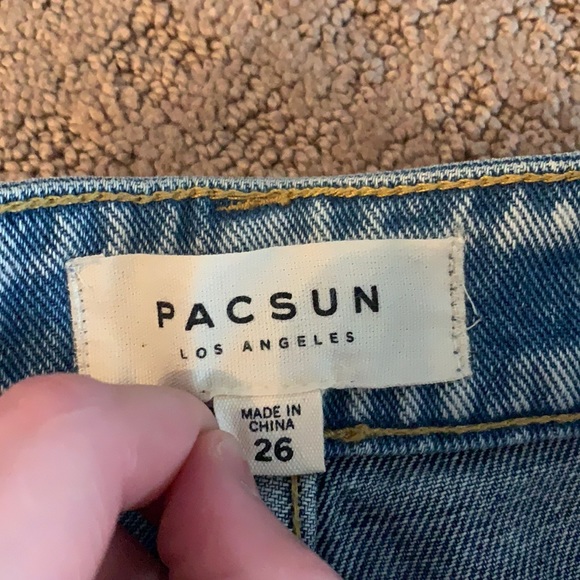 PACSUN
LOS ANGELES
MADE IN
CHINA
26